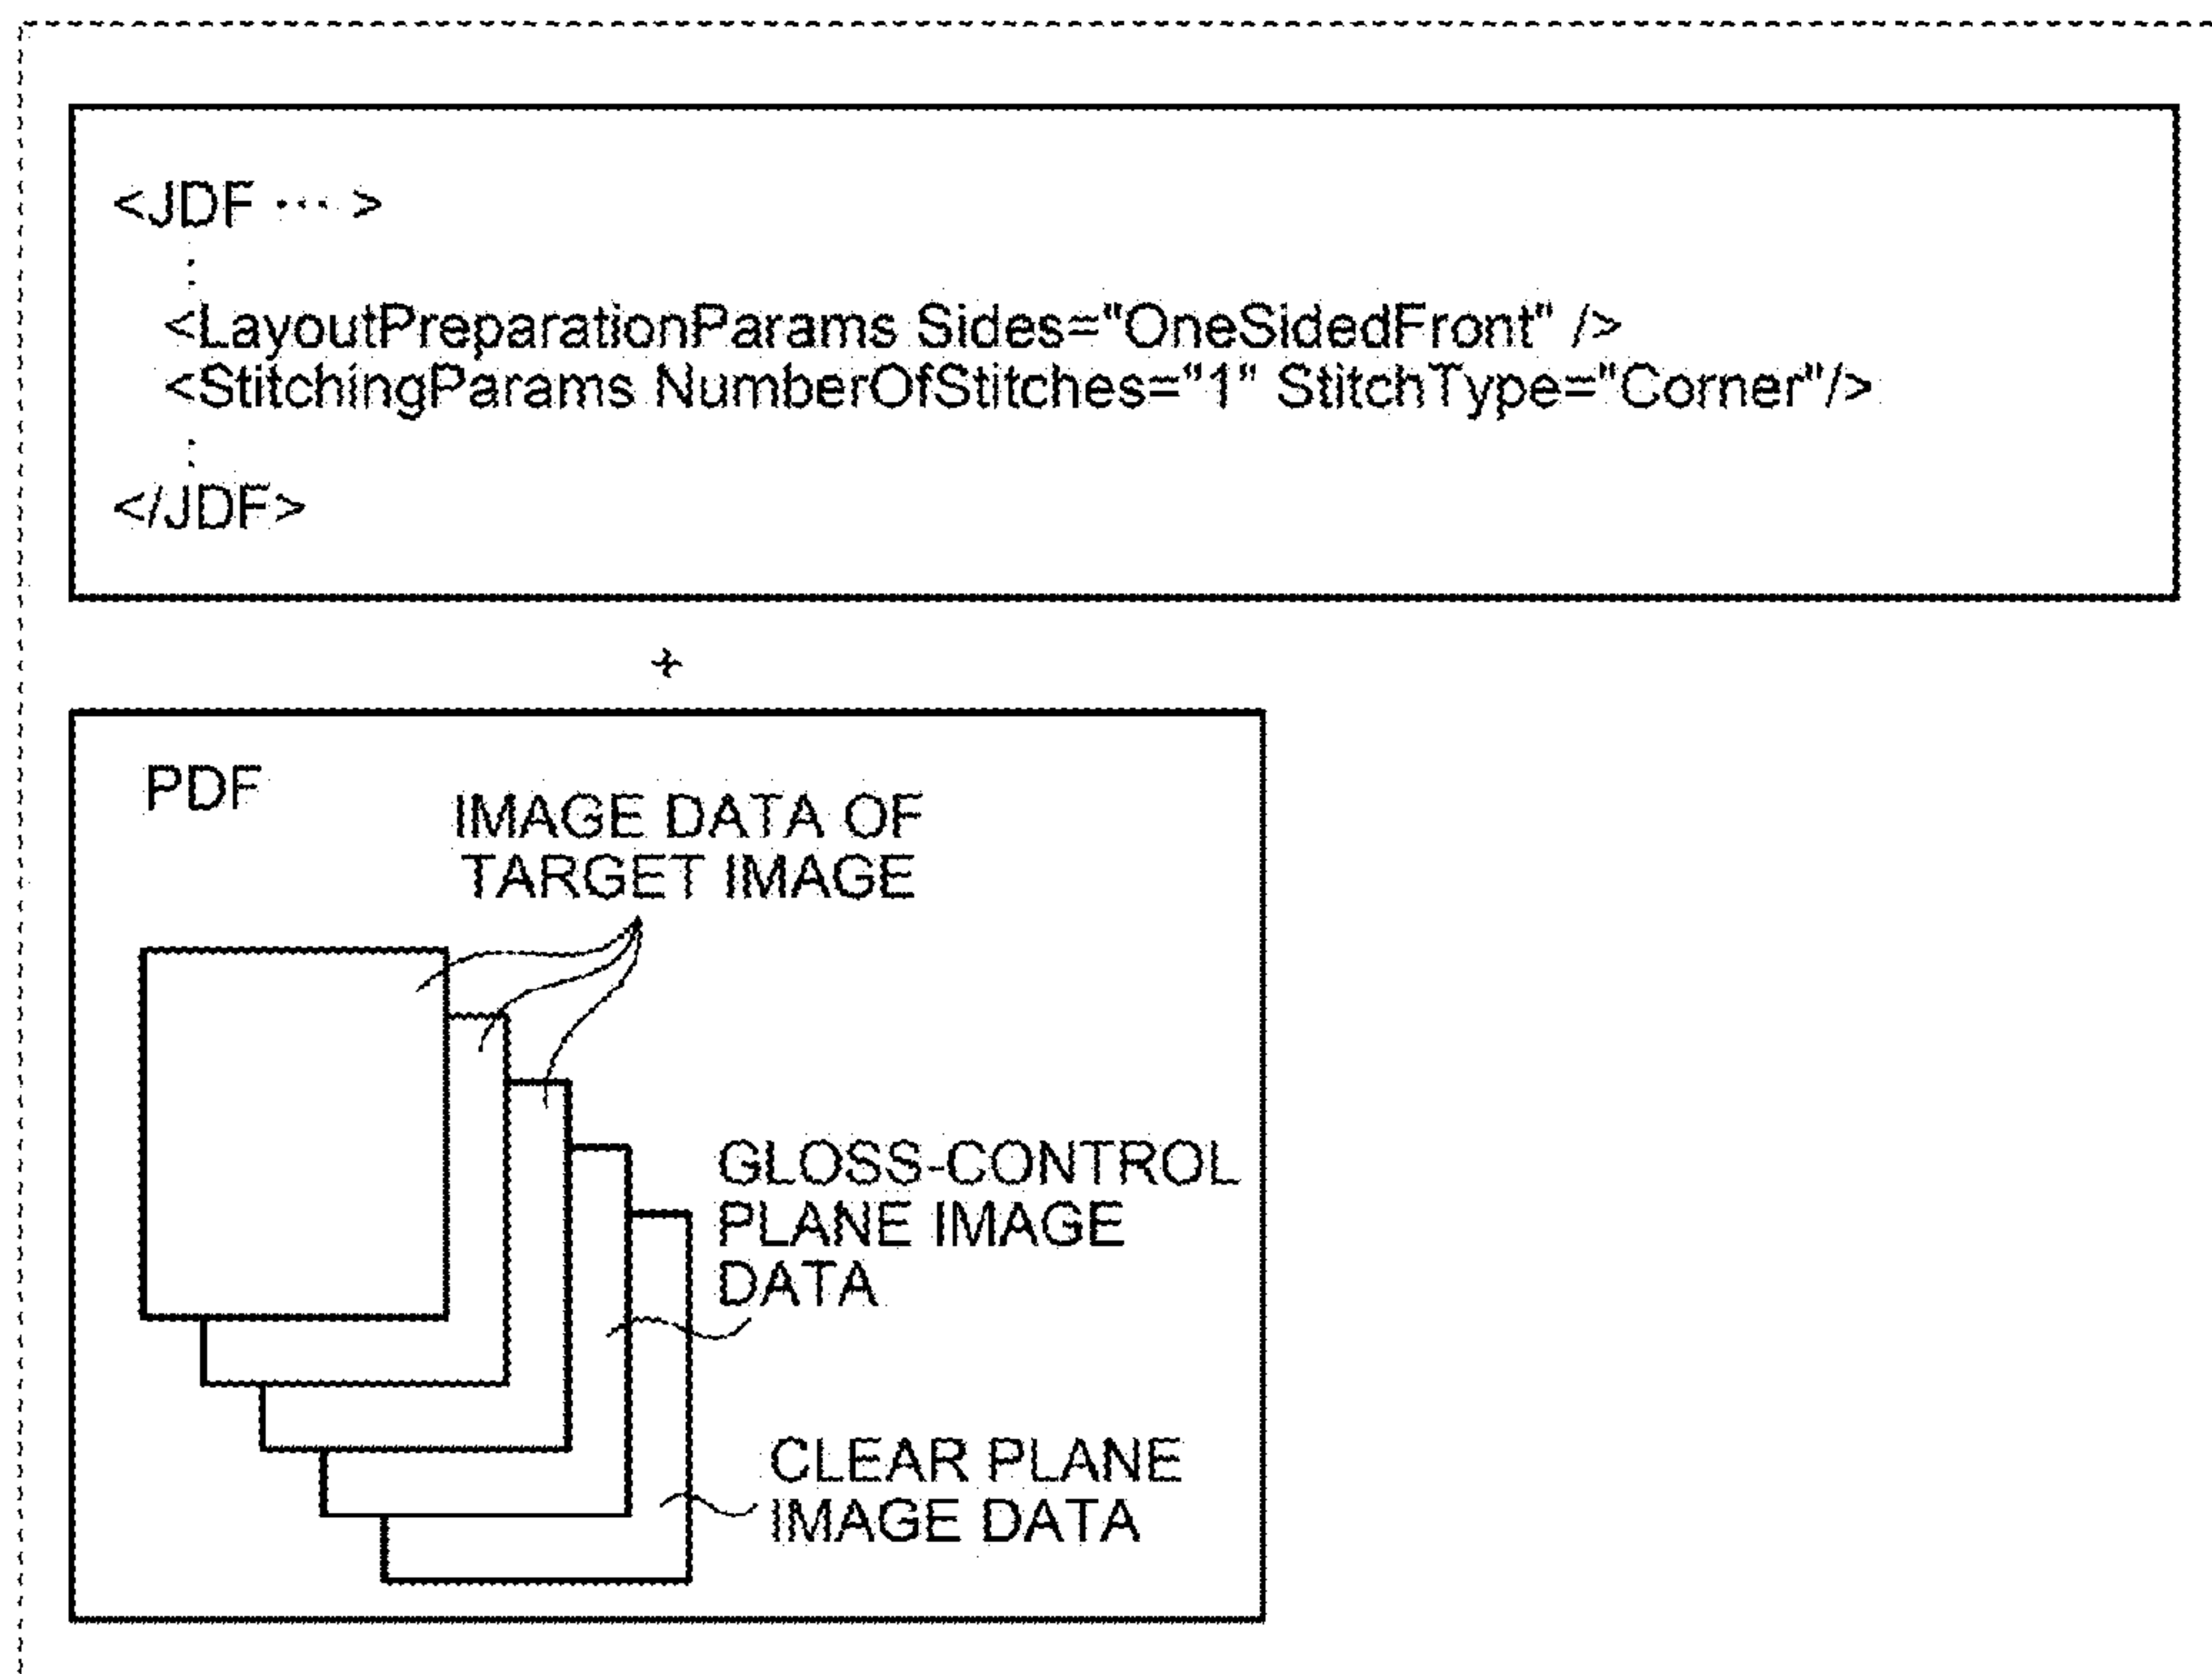 <JDF ··· >
:
<LayoutPreparationParams Sides="OneSidedFront" />
<StitchingParams NumberOfStitches="1" StitchType="Corner"/>
:
</JDF>
+
PDF
IMAGE DATA OF
TARGET IMAGE
GLOSS-CONTROL
PLANE IMAGE
DATA
CLEAR PLANE
IMAGE DATA